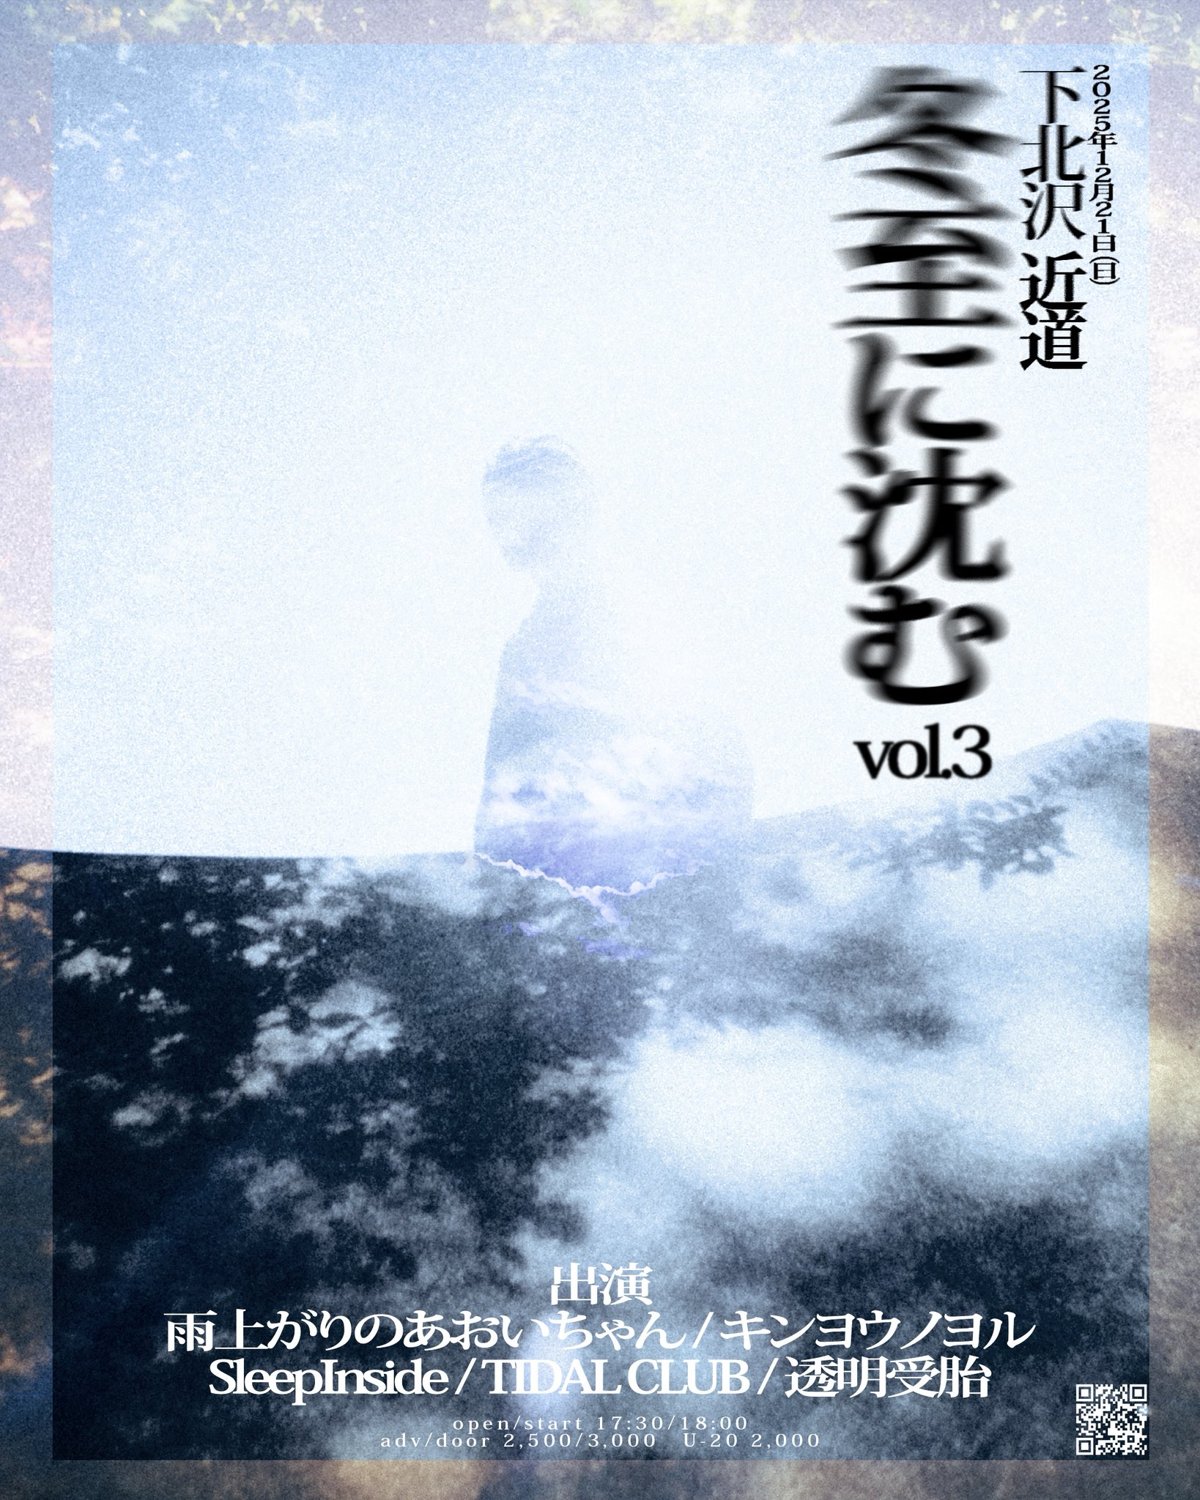 2025年12月21日(日)
下北沢 近道
冬至に沈む
vol.3
出演
雨上がりのあおいちゃん / キンヨウノヨル
SleepInside / TIDAL CLUB / 透明受胎
open/start 17:30/18:00
adv/door 2,500/3,000 U-20 2,000